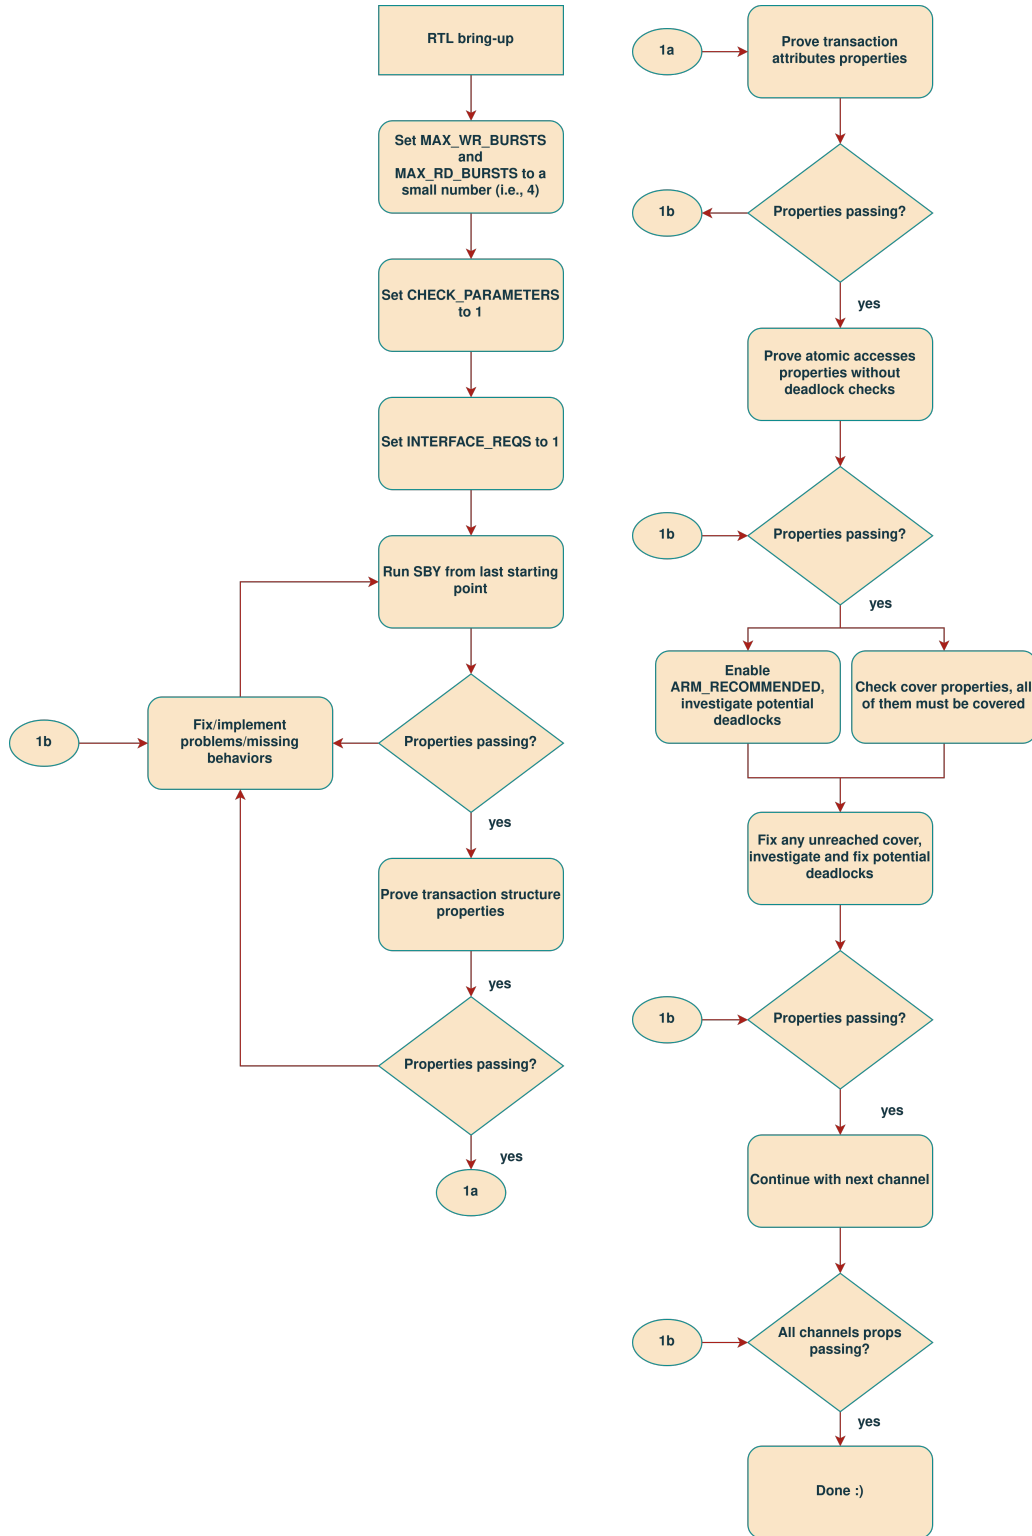 RTL bring-up
Set MAX_WR_BURSTS
and
MAX_RD_BURSTS to a
small number (i.e., 4)
Set CHECK_PARAMETERS
to 1
Set INTERFACE_REQS to 1
Run SBY from last starting
point
1b
Fix/implement
problems/missing
behaviors
Properties passing?
yes
Prove transaction structure
properties
yes
Properties passing?
yes
1a
1a
Prove transaction
attributes properties
1b
Properties passing?
yes
Prove atomic accesses
properties without
deadlock checks
1b
Properties passing?
yes
Enable
ARM_RECOMMENDED,
investigate potential
deadlocks
Check cover properties, all
of them must be covered
Fix any unreached cover,
investigate and fix potential
deadlocks
1b
Properties passing?
yes
Continue with next channel
1b
All channels props
passing?
yes
Done :)